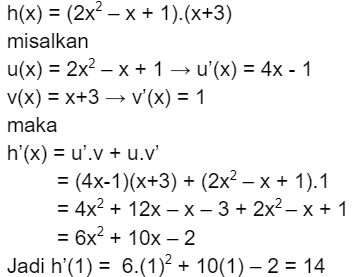 h(x) = (2x² – x + 1).(x+3)
misalkan
u(x) = 2x² – x + 1 → u’(x) = 4x - 1
v(x) = x+3 → v’(x) = 1
maka
h’(x) = u’.v + u.v’
= (4x-1)(x+3) + (2x² – x + 1).1
= 4x² + 12x – x – 3 + 2x² – x + 1
= 6x² + 10x – 2
Jadi h’(1) = 6.(1)² + 10(1) – 2 = 14